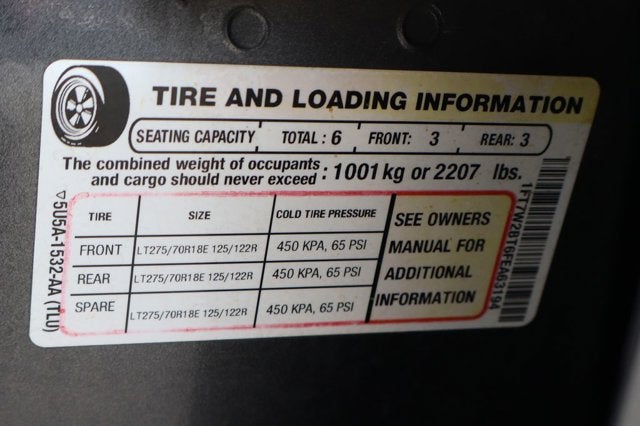 TIRE AND LOADING INFORMATION
SEATING CAPACITY TOTAL : 6 FRONT: 3 REAR: 3
The combined weight of occupants
and cargo should never exceed : 1001 kg or 2207 lbs.
TIRE SIZE COLD TIRE PRESSURE
FRONT LT275/70R18E 125/122R 450 KPA, 65 PSI
REAR LT275/70R18E 125/122R 450 KPA, 65 PSI
SPARE LT275/70R18E 125/122R 450 KPA, 65 PSI
SEE OWNERS
MANUAL FOR
ADDITIONAL
INFORMATION
5U5A-1532-AA (TLU)
1FT7W2BT6FEA63194